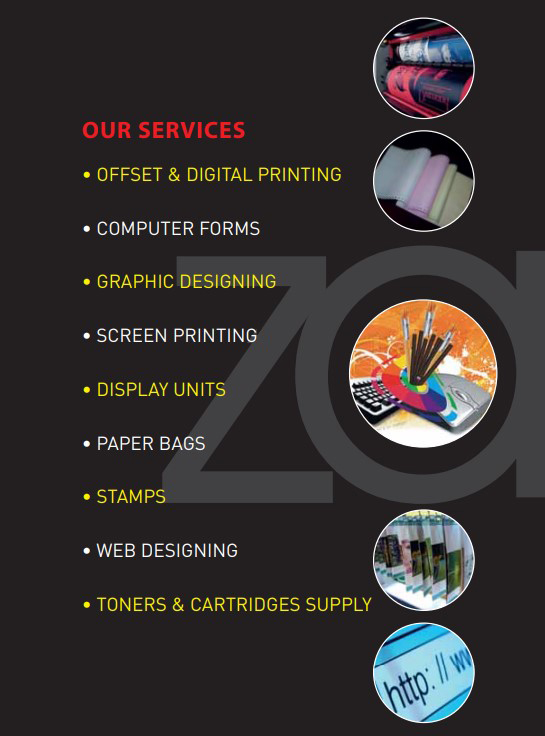 OUR SERVICES
• OFFSET & DIGITAL PRINTING
• COMPUTER FORMS
• GRAPHIC DESIGNING
• SCREEN PRINTING
• DISPLAY UNITS
• PAPER BAGS
• STAMPS
• WEB DESIGNING
• TONERS & CARTRIDGES SUPPLY
za
http: // ww